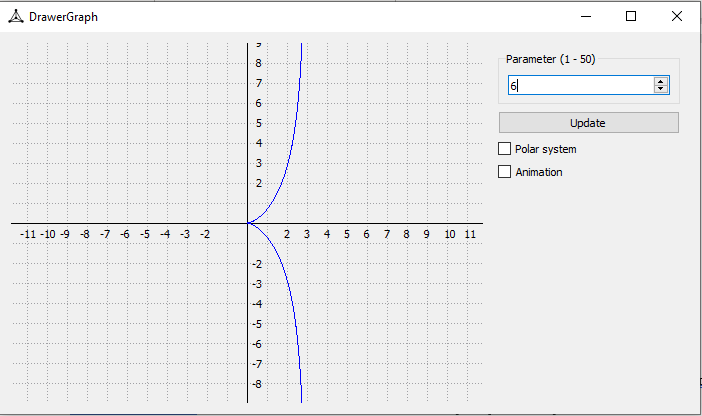 DrawerGraph
9
8
7
6
5
4
3
2
-11 -10 -9 -8 -7 -6 -5 -4 -3 -2 2 3 4 5 6 7 8 9 10 11
-2
-3
-4
-5
-6
-7
-8
Parameter (1 - 50)
6
Update
Polar system
Animation